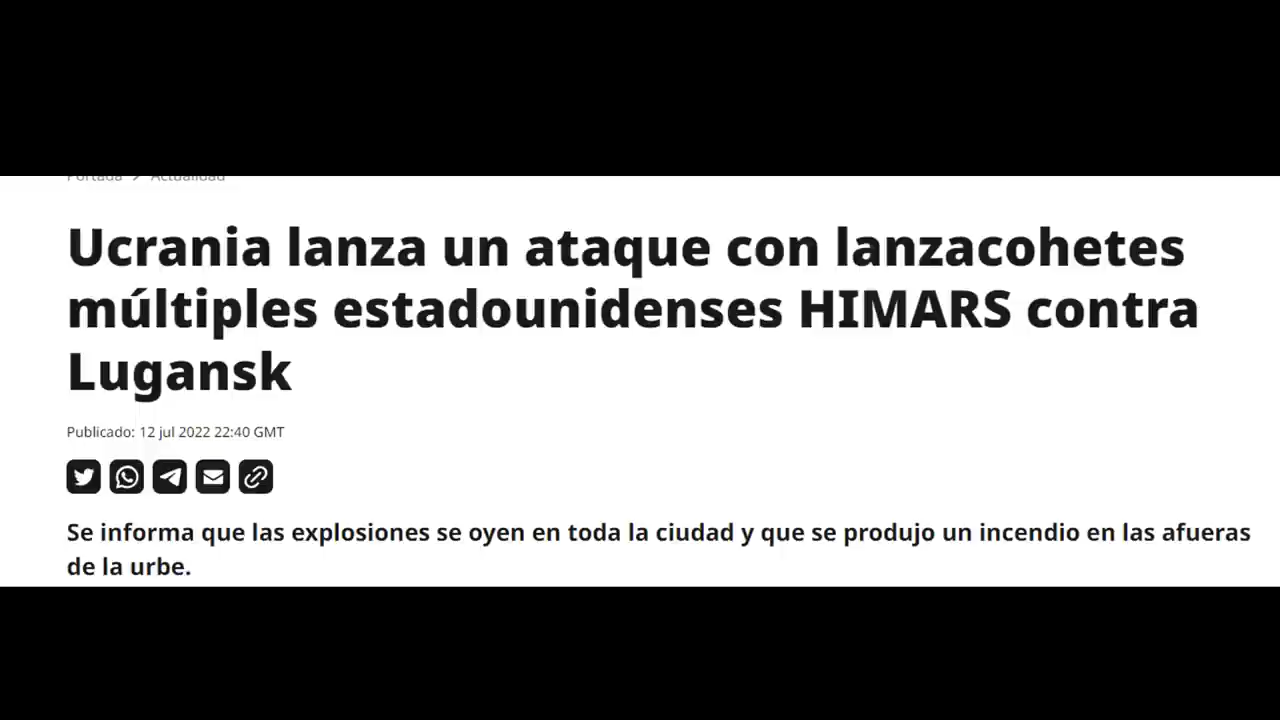 Portada > Actualidad
Ucrania lanza un ataque con lanzacohetes
múltiples estadounidenses HIMARS contra
Lugansk
Publicado: 12 jul 2022 22:40 GMT
Se informa que las explosiones se oyen en toda la ciudad y que se produjo un incendio en las afueras
de la urbe.